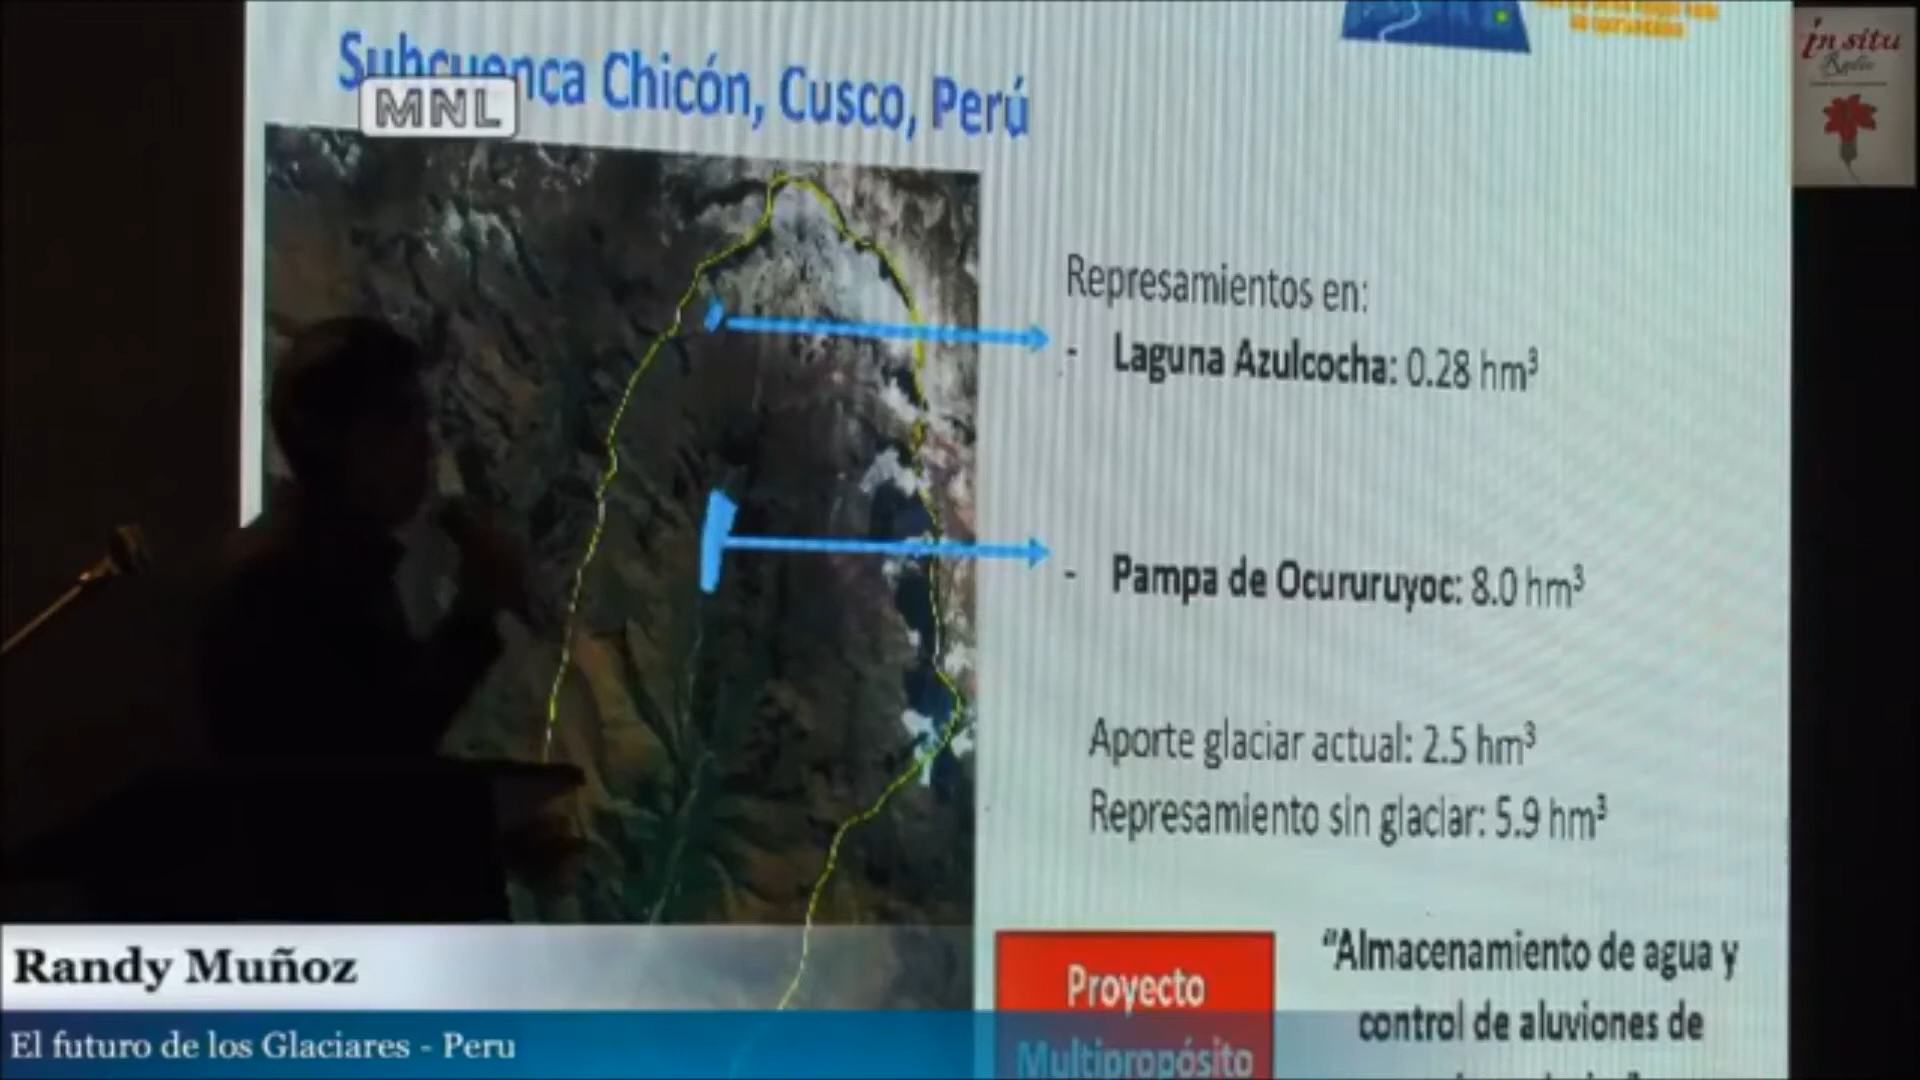 Subcuenca Chicón, Cusco, Perú
MNL
in situ
Radio
Represamientos en:
- Laguna Azulcocha: 0.28 hm³
- Pampa de Ocururuyoc: 8.0 hm³
Aporte glaciar actual: 2.5 hm³
Represamiento sin glaciar: 5.9 hm³
Proyecto
Multipropósito
“Almacenamiento de agua y
control de aluviones de
Randy Muñoz
El futuro de los Glaciares - Peru